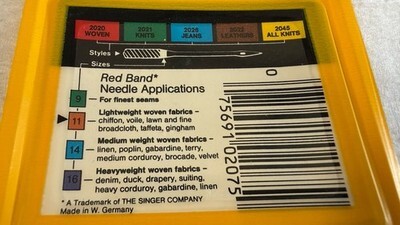 2020 2021 2026 2032 2045
WOVEN KNITS JEANS LEATHERS ALL KNITS
Styles
Sizes
Red Band*
Needle Applications
9 – For finest seams
11 Lightweight woven fabrics –
chiffon, voile, lawn and fine
broadcloth, taffeta, gingham
14 Medium weight woven fabrics –
linen, poplin, gabardine, terry,
medium corduroy, brocade, velvet
16 Heavyweight woven fabrics –
denim, duck, drapery, suiting,
heavy corduroy, gabardine, linen
* A Trademark of THE SINGER COMPANY
Made in W. Germany
0
75691 02075